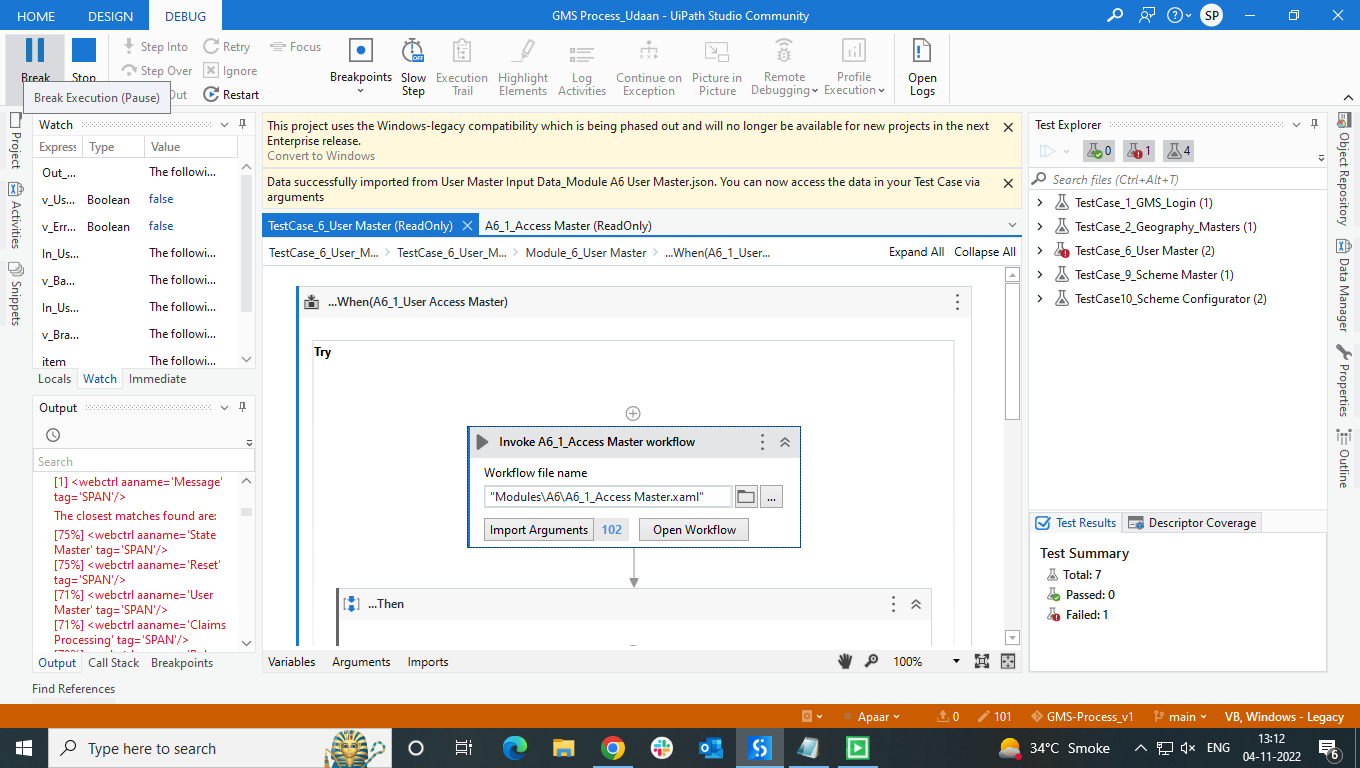 HOME
DESIGN
DEBUG
GMS Process_Udaan - UiPath Studio Community
SP
Break
Stop
Step Into
Step Over
Out
Retry
Ignore
Restart
Focus
Breakpoints
Slow
Step
Execution
Trail
Highlight
Elements
Log
Activities
Continue on
Exception
Picture in
Picture
Remote
Debugging
Profile
Execution
Open
Logs
Break Execution (Pause)
Project
Activities
Snippets
Watch
Express
Type
Value
Out_...
The followi...
v_Us...
Boolean
false
v_Err...
Boolean
false
In_Us...
The followi...
v_Ba...
The followi...
In_Us...
The followi...
v_Bra...
The followi...
item
The followi...
Locals
Watch
Immediate
Output
Search
[1] <webctrl aaname='Message'
tag='SPAN'/>
The closest matches found are:
[75%] <webctrl aaname='State
Master' tag='SPAN'/>
[75%] <webctrl aaname='Reset'
tag='SPAN'/>
[71%] <webctrl aaname='User
Master' tag='SPAN'/>
[71%] <webctrl aaname='Claims
Processing' tag='SPAN'/>
Output
Call Stack
Breakpoints
Find References
This project uses the Windows-legacy compatibility which is being phased out and will no longer be available for new projects in the next
Enterprise release.
Convert to Windows
Data successfully imported from User Master Input Data_Module A6 User Master.json. You can now access the data in your Test Case via
arguments
TestCase_6_User Master (ReadOnly)
A6_1_Access Master (ReadOnly)
TestCase_6_User M...
TestCase_6_User M...
Module_6_User Master
...When(A6_1_User...
Expand All
Collapse All
...When(A6_1_User Access Master)
Try
Invoke A6_1_Access Master workflow
Workflow file name
"Modules\A6\A6_1_Access Master.xaml"
...
Import Arguments
102
Open Workflow
...Then
Variables
Arguments
Imports
100%
Test Explorer
0
1
4
Search files (Ctrl+Alt+T)
TestCase_1_GMS_Login (1)
TestCase_2_Geography_Masters (1)
TestCase_6_User Master (2)
TestCase_9_Scheme Master (1)
TestCase10_Scheme Configurator (2)
Test Results
Descriptor Coverage
Test Summary
Total: 7
Passed: 0
Failed: 1
Object Repository
Data Manager
Properties
Outline
Apaar
0
101
GMS-Process_v1
main
VB, Windows - Legacy
Type here to search
34°C Smoke
ENG
13:12
04-11-2022
6